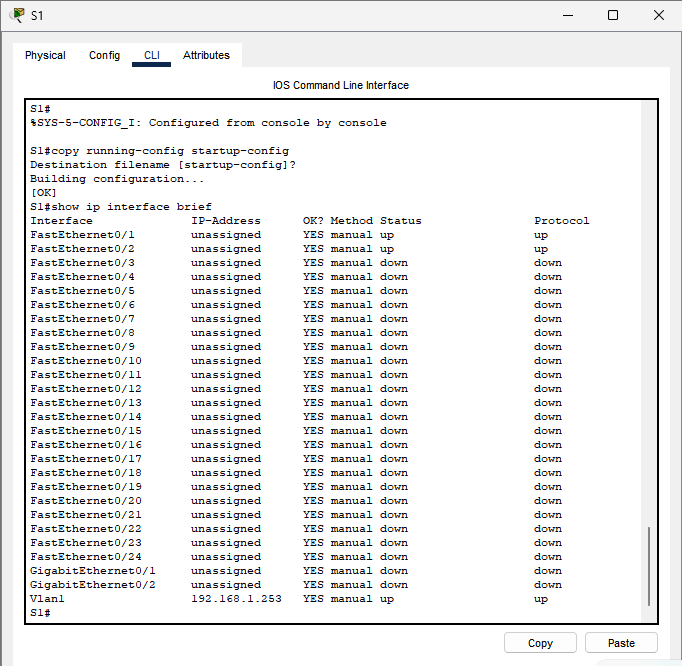 S1
Physical Config CLI Attributes
IOS Command Line Interface
S1#
%SYS-5-CONFIG_I: Configured from console by console
S1#copy running-config startup-config
Destination filename [startup-config]?
Building configuration...
[OK]
S1#show ip interface brief
Interface IP-Address OK? Method Status Protocol
FastEthernet0/1 unassigned YES manual up up
FastEthernet0/2 unassigned YES manual up up
FastEthernet0/3 unassigned YES manual down down
FastEthernet0/4 unassigned YES manual down down
FastEthernet0/5 unassigned YES manual down down
FastEthernet0/6 unassigned YES manual down down
FastEthernet0/7 unassigned YES manual down down
FastEthernet0/8 unassigned YES manual down down
FastEthernet0/9 unassigned YES manual down down
FastEthernet0/10 unassigned YES manual down down
FastEthernet0/11 unassigned YES manual down down
FastEthernet0/12 unassigned YES manual down down
FastEthernet0/13 unassigned YES manual down down
FastEthernet0/14 unassigned YES manual down down
FastEthernet0/15 unassigned YES manual down down
FastEthernet0/16 unassigned YES manual down down
FastEthernet0/17 unassigned YES manual down down
FastEthernet0/18 unassigned YES manual down down
FastEthernet0/19 unassigned YES manual down down
FastEthernet0/20 unassigned YES manual down down
FastEthernet0/21 unassigned YES manual down down
FastEthernet0/22 unassigned YES manual down down
FastEthernet0/23 unassigned YES manual down down
FastEthernet0/24 unassigned YES manual down down
GigabitEthernet0/1 unassigned YES manual down down
GigabitEthernet0/2 unassigned YES manual down down
Vlan1 192.168.1.253 YES manual up up
S1#
Copy Paste